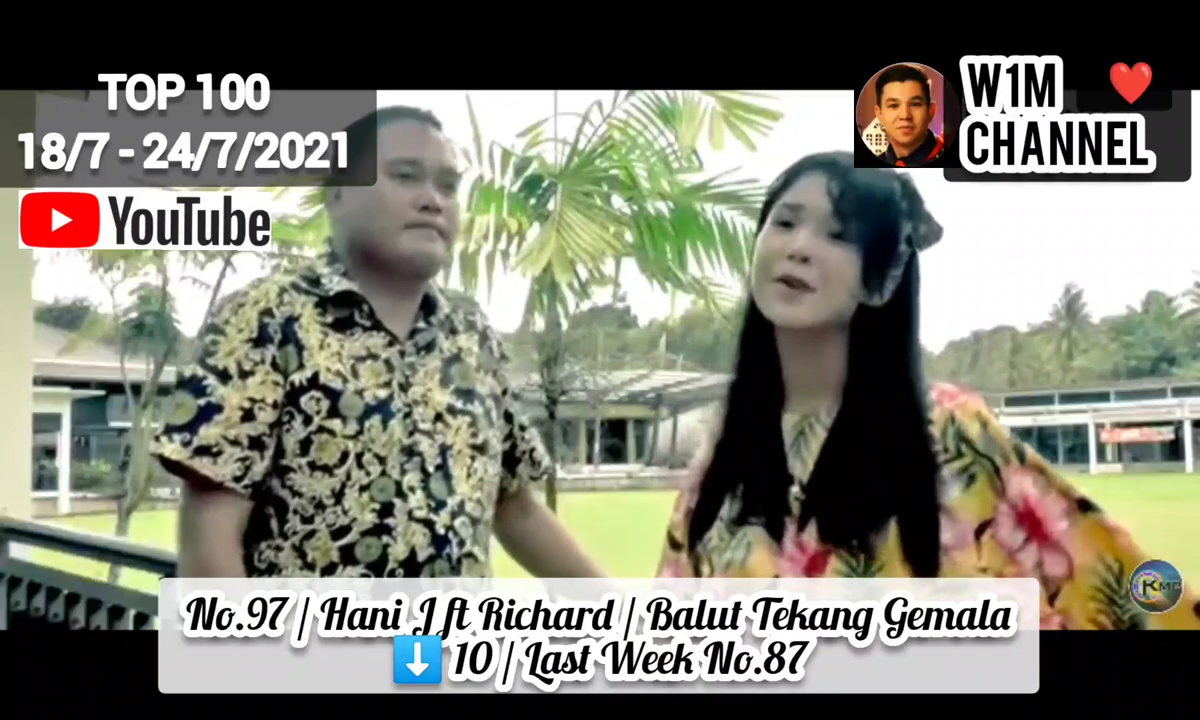 TOP 100
18/7 - 24/7/2021
YouTube
W1M
CHANNEL
No.97 / Hani J ft Richard / Balut Tekang Gemala
⬇️ 10 / Last Week No.87